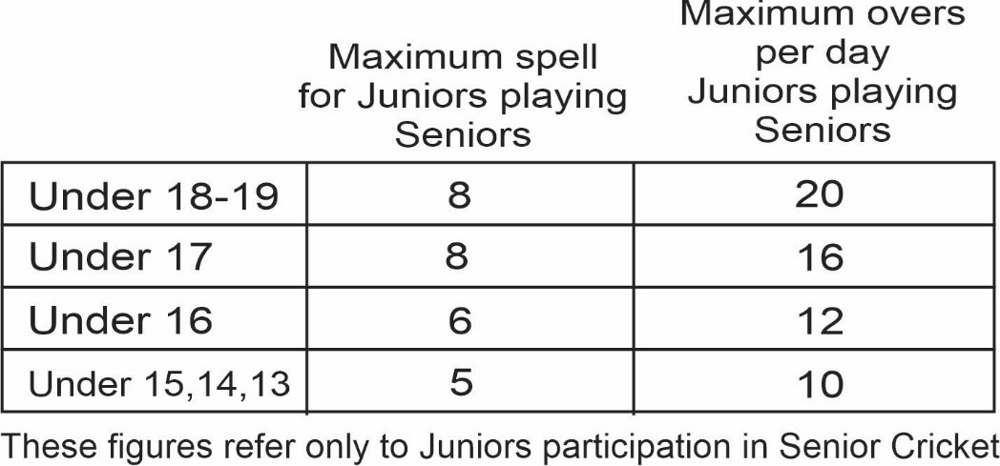 Maximum spell
for Juniors playing
Seniors
Maximum overs
per day
Juniors playing
Seniors
Under 18-19 8 20
Under 17 8 16
Under 16 6 12
Under 15,14,13 5 10
These figures refer only to Juniors participation in Senior Cricket